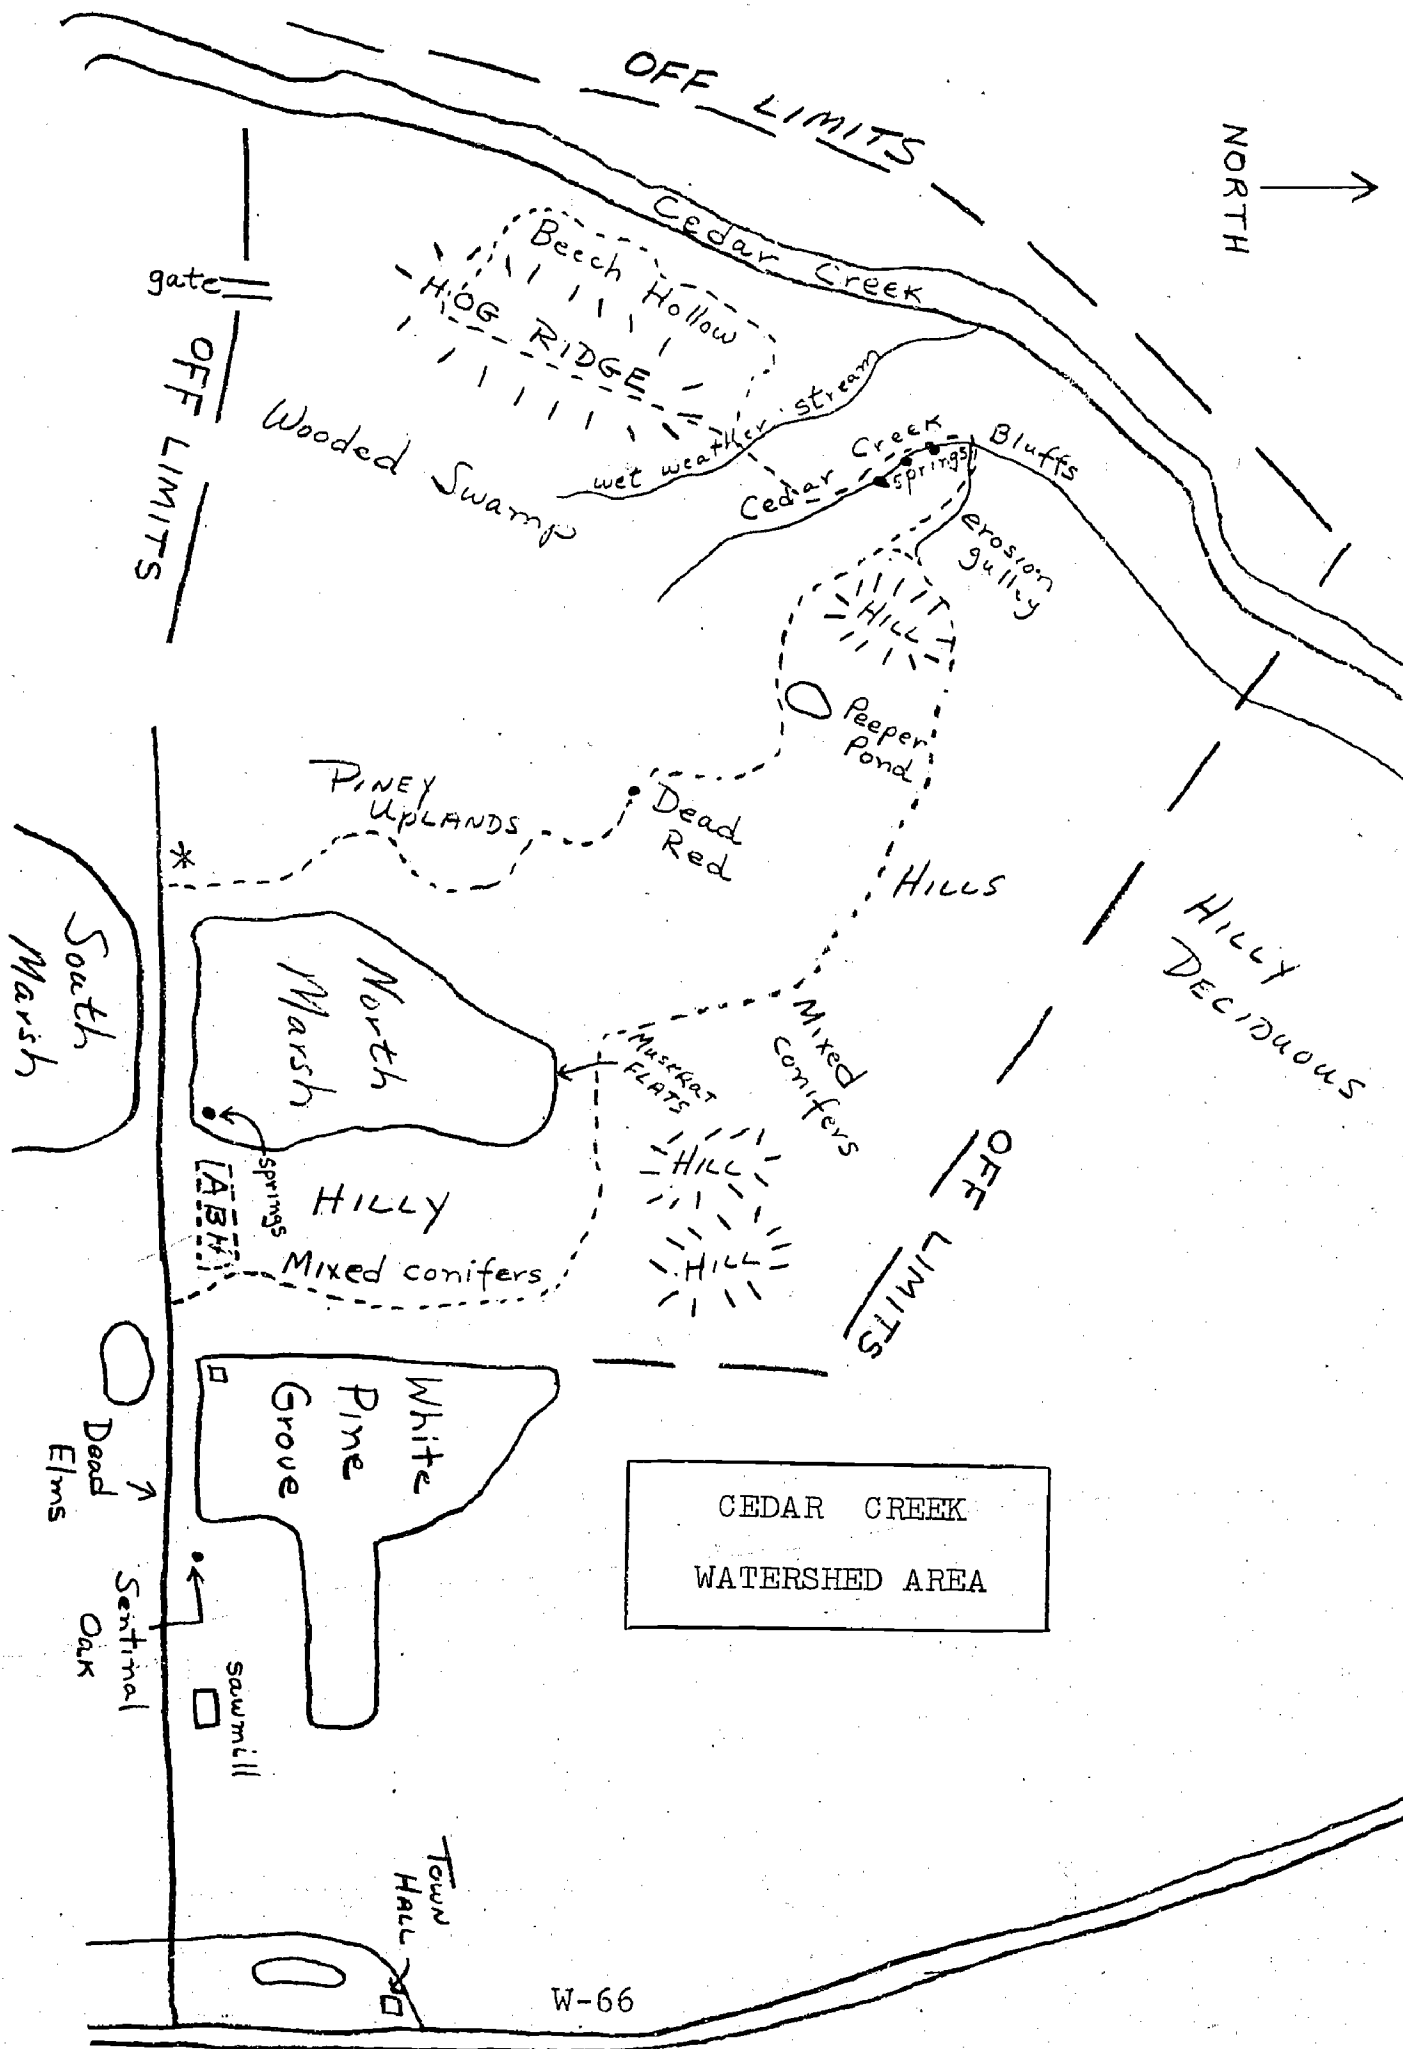 OFF LIMITS
NORTH
Cedar Creek
Beech Hollow
HOG RIDGE
gate
OFF LIMITS
Wooded Swamp
wet weather stream
Cedar Creek Bluffs
springs
erosion
gulley
HILL
Peeper
Pond
PINEY
UPLANDS
Dead
Red
HILLS
HILLY
DECIDUOUS
*
South
Marsh
North
Marsh
MUSKRAT
FLATS
Mixed
conifers
springs
ABH
HILLY
Mixed conifers
HILL
HILL
OFF LIMITS
White
Pine
Grove
Dead
Elms
Sentinal
Oak
sawmill
CEDAR CREEK
WATERSHED AREA
TOWN
HALL
W-66